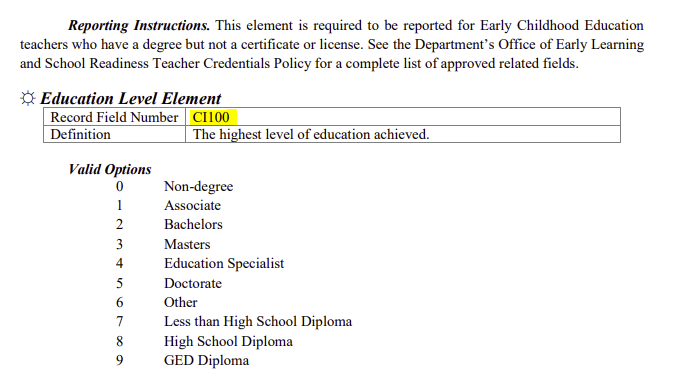 Reporting Instructions. This element is required to be reported for Early Childhood Education
teachers who have a degree but not a certificate or license. See the Department's Office of Early Learning
and School Readiness Teacher Credentials Policy for a complete list of approved related fields.
Education Level Element
Record Field Number CI100
Definition The highest level of education achieved.
Valid Options
0 Non-degree
1 Associate
2 Bachelors
3 Masters
4 Education Specialist
5 Doctorate
6 Other
7 Less than High School Diploma
8 High School Diploma
9 GED Diploma